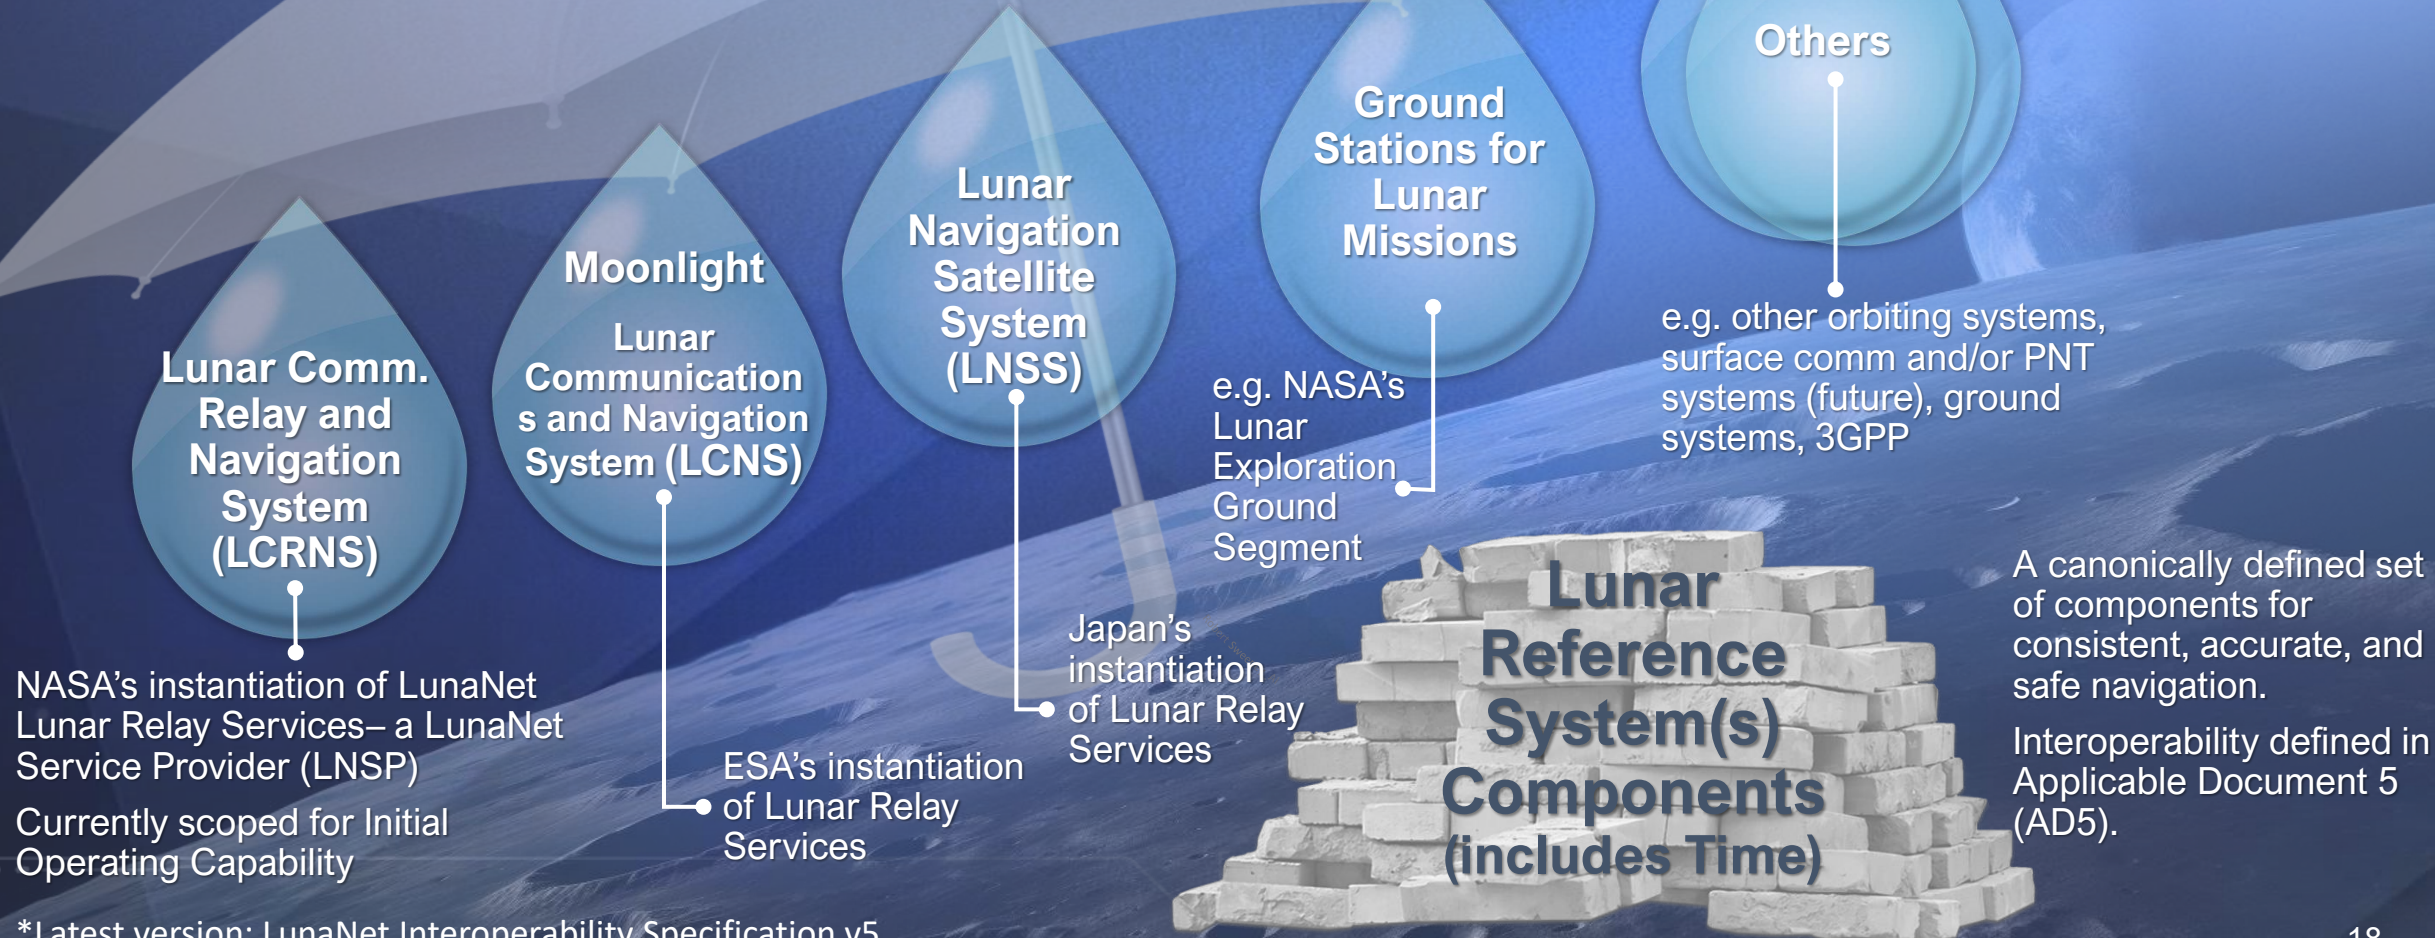 Lunar Comm.
Relay and
Navigation
System
(LCRNS)
NASA's instantiation of LunaNet
Lunar Relay Services– a LunaNet
Service Provider (LNSP)
Currently scoped for Initial
Operating Capability
Moonlight
Lunar
Communication
s and Navigation
System (LCNS)
ESA's instantiation
of Lunar Relay
Services
Lunar
Navigation
Satellite
System
(LNSS)
Japan's
instantiation
of Lunar Relay
Services
Ground
Stations for
Lunar
Missions
e.g. NASA's
Lunar
Exploration
Ground
Segment
Others
e.g. other orbiting systems,
surface comm and/or PNT
systems (future), ground
systems, 3GPP
Lunar
Reference
System(s)
Components
(includes Time)
A canonically defined set
of components for
consistent, accurate, and
safe navigation.
Interoperability defined in
Applicable Document 5
(AD5).
*Latest version: LunaNet Interoperability Specification v5
18